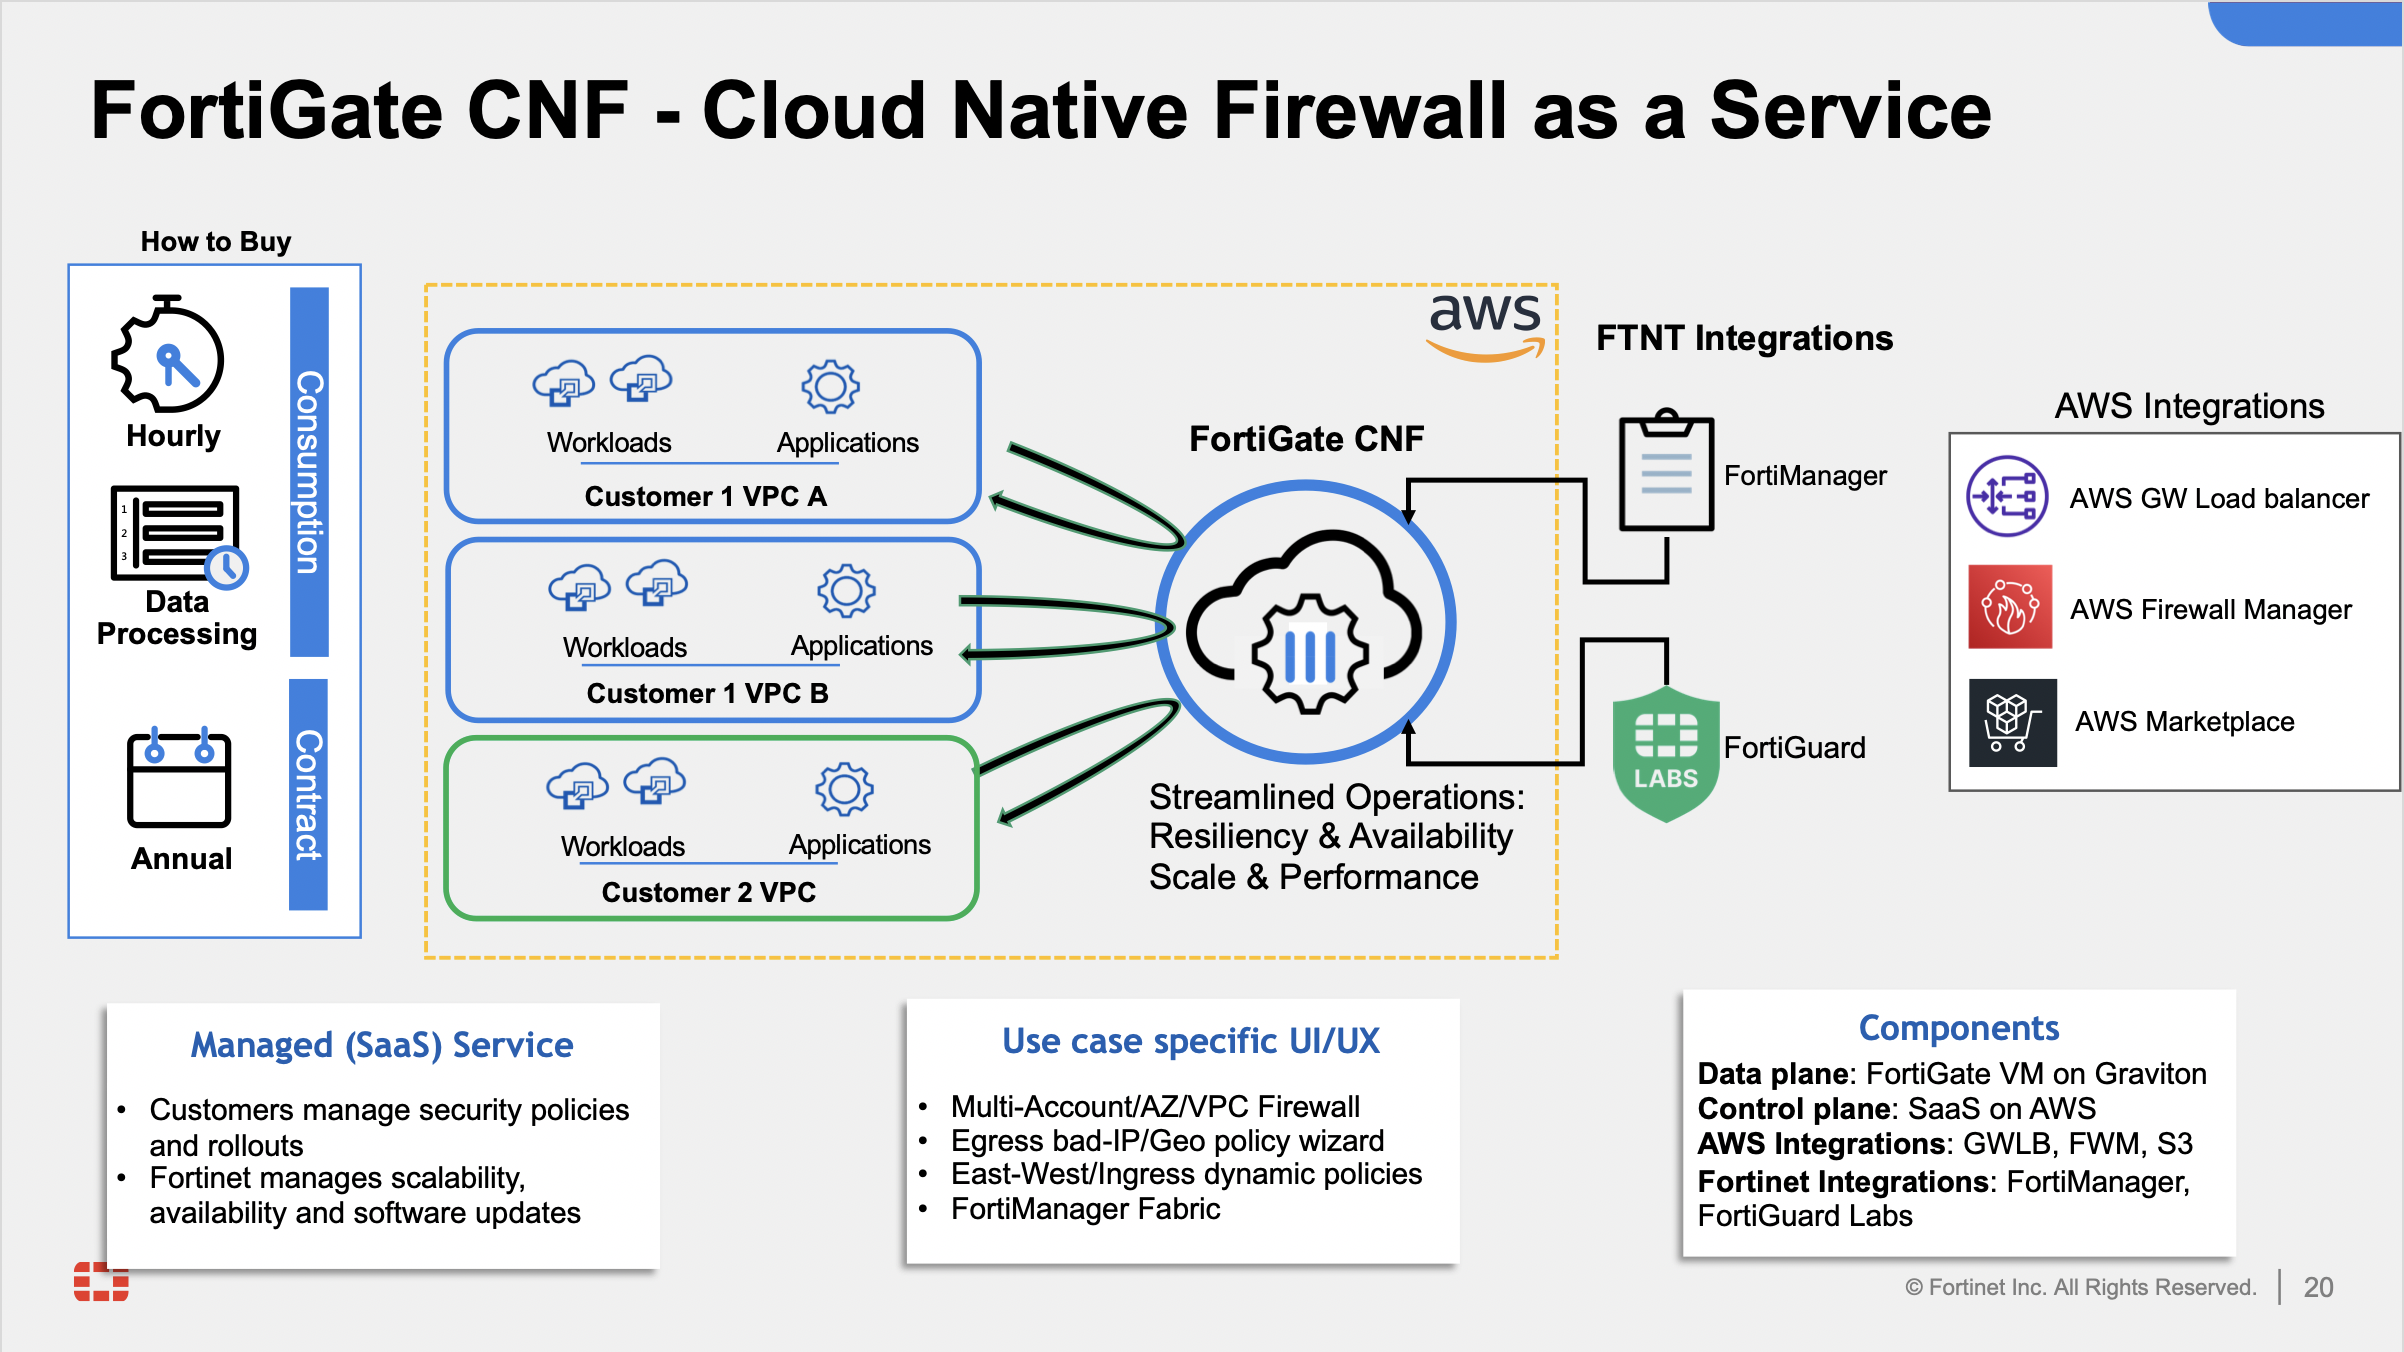 FortiGate CNF - Cloud Native Firewall as a Service
How to Buy
Hourly
1
2
3
Data
Processing
Annual
Consumption
Contract
aws
Workloads
Applications
Customer 1 VPC A
Workloads
Applications
Customer 1 VPC B
Workloads
Applications
Customer 2 VPC
FortiGate CNF
Streamlined Operations:
Resiliency & Availability
Scale & Performance
FTNT Integrations
FortiManager
LABS
FortiGuard
AWS Integrations
AWS GW Load balancer
AWS Firewall Manager
AWS Marketplace
Managed (SaaS) Service
• Customers manage security policies
and rollouts
• Fortinet manages scalability,
availability and software updates
Use case specific UI/UX
• Multi-Account/AZ/VPC Firewall
• Egress bad-IP/Geo policy wizard
• East-West/Ingress dynamic policies
• FortiManager Fabric
Components
Data plane: FortiGate VM on Graviton
Control plane: SaaS on AWS
AWS Integrations: GWLB, FWM, S3
Fortinet Integrations: FortiManager,
FortiGuard Labs
© Fortinet Inc. All Rights Reserved.
20